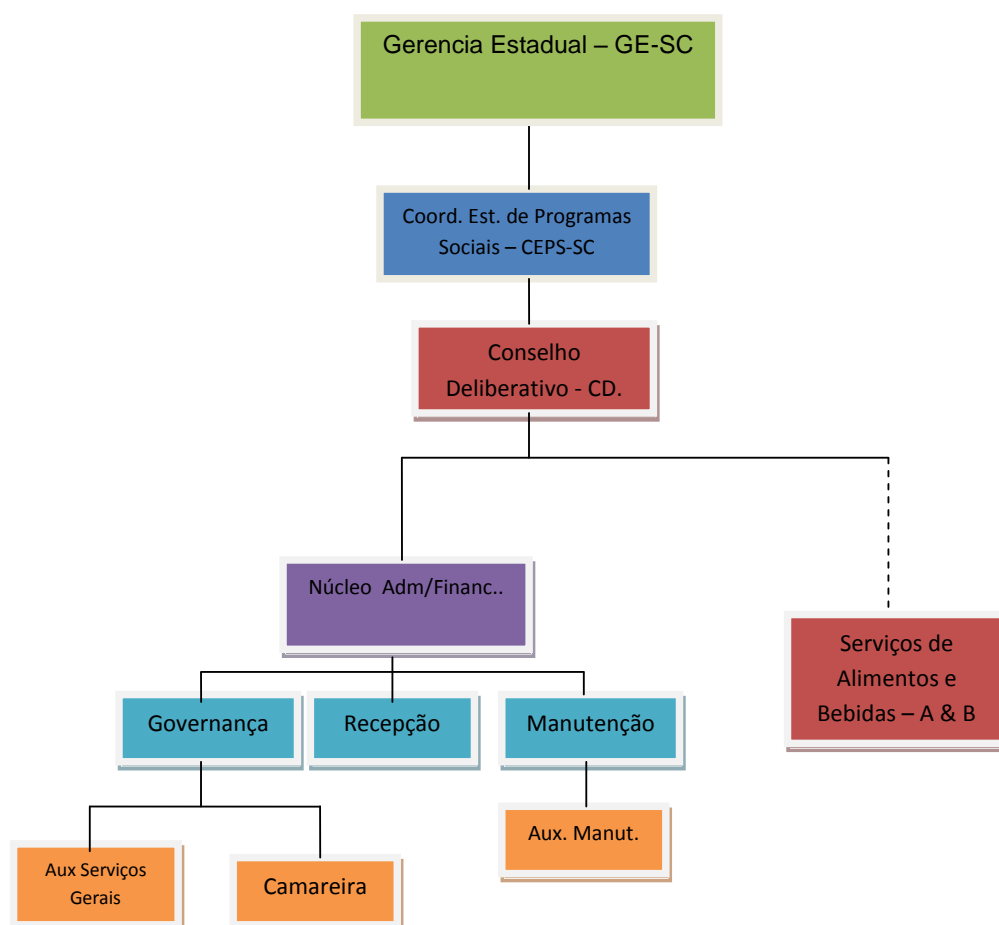 Gerencia Estadual – GE-SC
Coord. Est. de Programas
Sociais – CEPS-SC
Conselho
Deliberativo - CD.
Núcleo  Adm/Financ..
Serviços de
Alimentos e
Bebidas – A & B
Governança
Recepção
Manutenção
Aux. Manut.
Aux Serviços
Gerais
Camareira